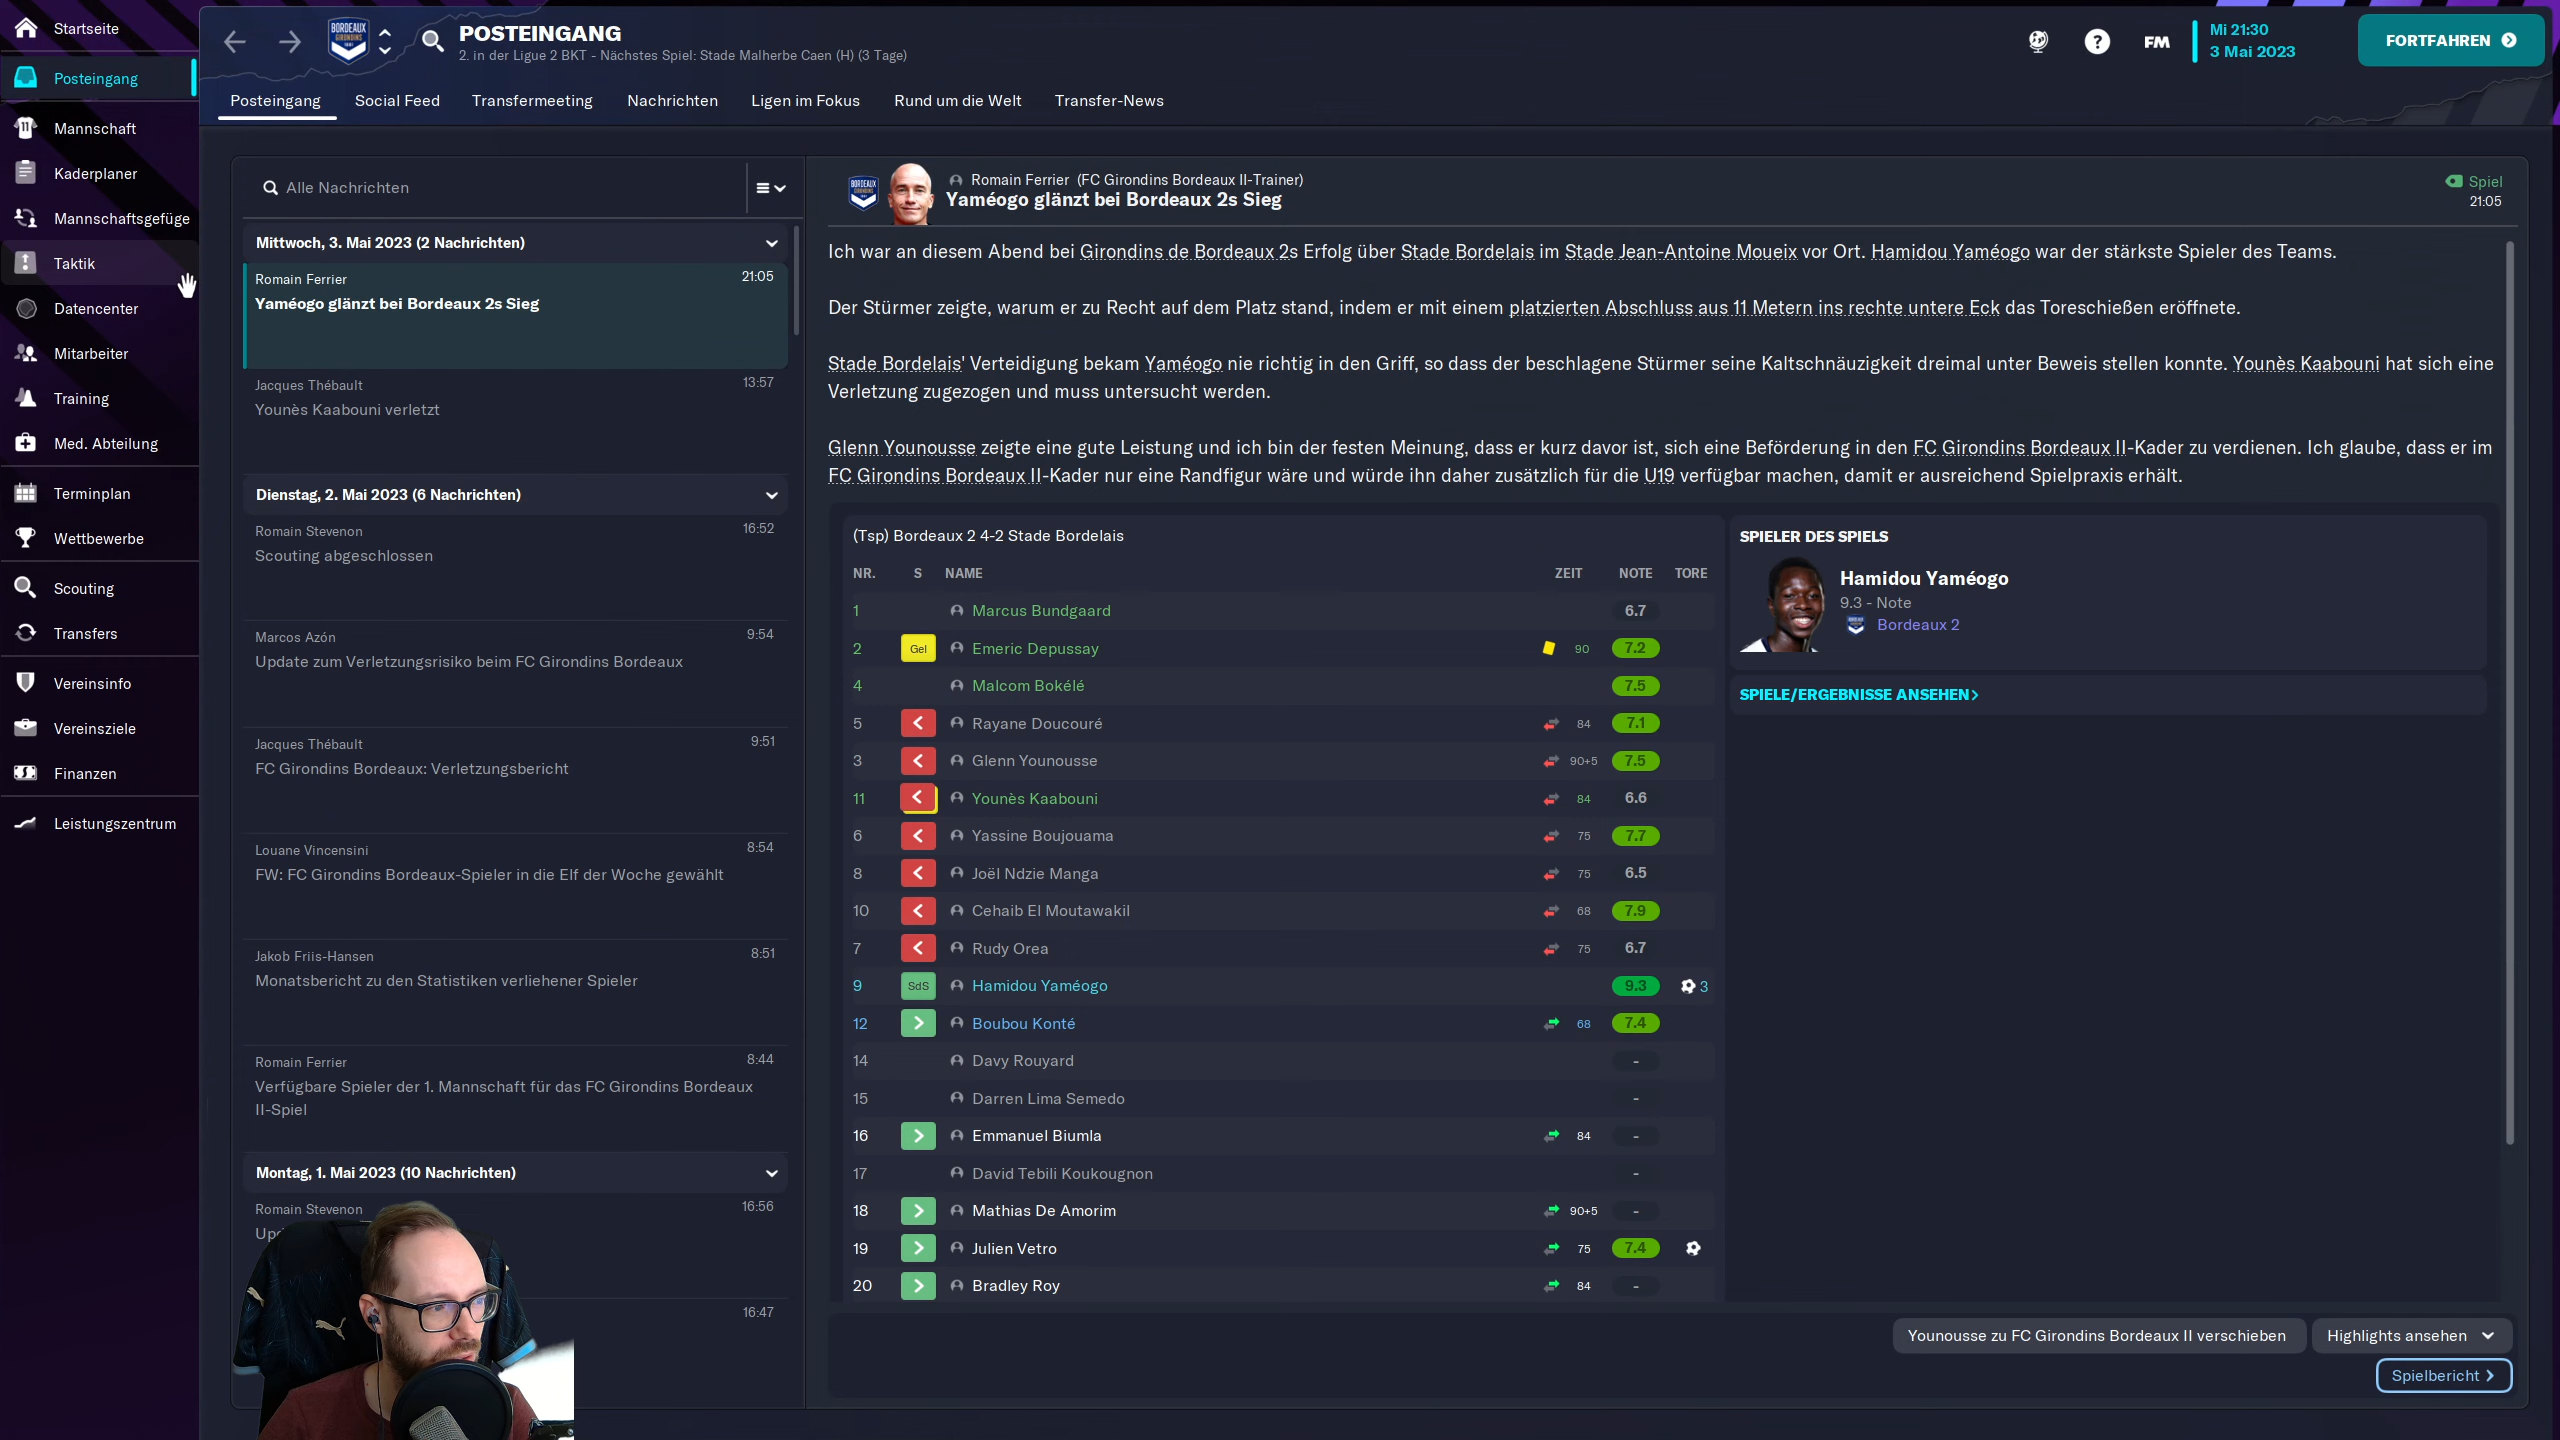 Startseite
Posteingang
Mannschaft
Kaderplaner
Mannschaftsgefüge
Taktik
Datencenter
Mitarbeiter
Training
Med. Abteilung
Terminplan
Wettbewerbe
Scouting
Transfers
Vereinsinfo
Vereinsziele
Finanzen
Leistungszentrum
BORDEAUX
GIRONDINS
POSTEINGANG
2. in der Ligue 2 BKT - Nächstes Spiel: Stade Malherbe Caen (H) (3 Tage)
?
FM
Mi 21:30
3 Mai 2023
FORTFAHREN
Posteingang Social Feed Transfermeeting Nachrichten Ligen im Fokus Rund um die Welt Transfer-News
Alle Nachrichten
Mittwoch, 3. Mai 2023 (2 Nachrichten)
Romain Ferrier 21:05
Yaméogo glänzt bei Bordeaux 2s Sieg
Jacques Thébault 13:57
Younès Kaabouni verletzt
Dienstag, 2. Mai 2023 (6 Nachrichten)
Romain Stevenon 16:52
Scouting abgeschlossen
Marcos Azón 9:54
Update zum Verletzungsrisiko beim FC Girondins Bordeaux
Jacques Thébault 9:51
FC Girondins Bordeaux: Verletzungsbericht
Louane Vincensini 8:54
FW: FC Girondins Bordeaux-Spieler in die Elf der Woche gewählt
Jakob Friis-Hansen 8:51
Monatsbericht zu den Statistiken verliehener Spieler
Romain Ferrier 8:44
Verfügbare Spieler der 1. Mannschaft für das FC Girondins Bordeaux
II-Spiel
Montag, 1. Mai 2023 (10 Nachrichten)
Romain Stevenon 16:56
16:47
Romain Ferrier (FC Girondins Bordeaux II-Trainer)
Yaméogo glänzt bei Bordeaux 2s Sieg
Spiel
21:05
Ich war an diesem Abend bei Girondins de Bordeaux 2s Erfolg über Stade Bordelais im Stade Jean-Antoine Moueix vor Ort. Hamidou Yaméogo war der stärkste Spieler des Teams.
Der Stürmer zeigte, warum er zu Recht auf dem Platz stand, indem er mit einem platzierten Abschluss aus 11 Metern ins rechte untere Eck das Toreschießen eröffnete.
Stade Bordelais' Verteidigung bekam Yaméogo nie richtig in den Griff, so dass der beschlagene Stürmer seine Kaltschnäuzigkeit dreimal unter Beweis stellen konnte. Younès Kaabouni hat sich eine
Verletzung zugezogen und muss untersucht werden.
Glenn Younousse zeigte eine gute Leistung und ich bin der festen Meinung, dass er kurz davor ist, sich eine Beförderung in den FC Girondins Bordeaux II-Kader zu verdienen. Ich glaube, dass er im
FC Girondins Bordeaux II-Kader nur eine Randfigur wäre und würde ihn daher zusätzlich für die U19 verfügbar machen, damit er ausreichend Spielpraxis erhält.
(Tsp) Bordeaux 2 4-2 Stade Bordelais
NR. S NAME ZEIT NOTE TORE
1 Marcus Bundgaard 6.7
2 Gel Emeric Depussay 90 7.2
4 Malcom Bokélé 7.5
5 Rayane Doucouré 84 7.1
3 Glenn Younousse 90+5 7.5
11 Younès Kaabouni 84 6.6
6 Yassine Boujouama 75 7.7
8 Joël Ndzie Manga 75 6.5
10 Cehaib El Moutawakil 68 7.9
7 Rudy Orea 75 6.7
9 SdS Hamidou Yaméogo 9.3 3
12 Boubou Konté 68 7.4
14 Davy Rouyard -
15 Darren Lima Semedo -
16 Emmanuel Biumla 84 -
17 David Tebili Koukougnon -
18 Mathias De Amorim 90+5 -
19 Julien Vetro 75 7.4
20 Bradley Roy 84 -
SPIELER DES SPIELS
Hamidou Yaméogo
9.3 - Note
Bordeaux 2
SPIELE/ERGEBNISSE ANSEHEN
Younousse zu FC Girondins Bordeaux II verschieben
Highlights ansehen
Spielbericht